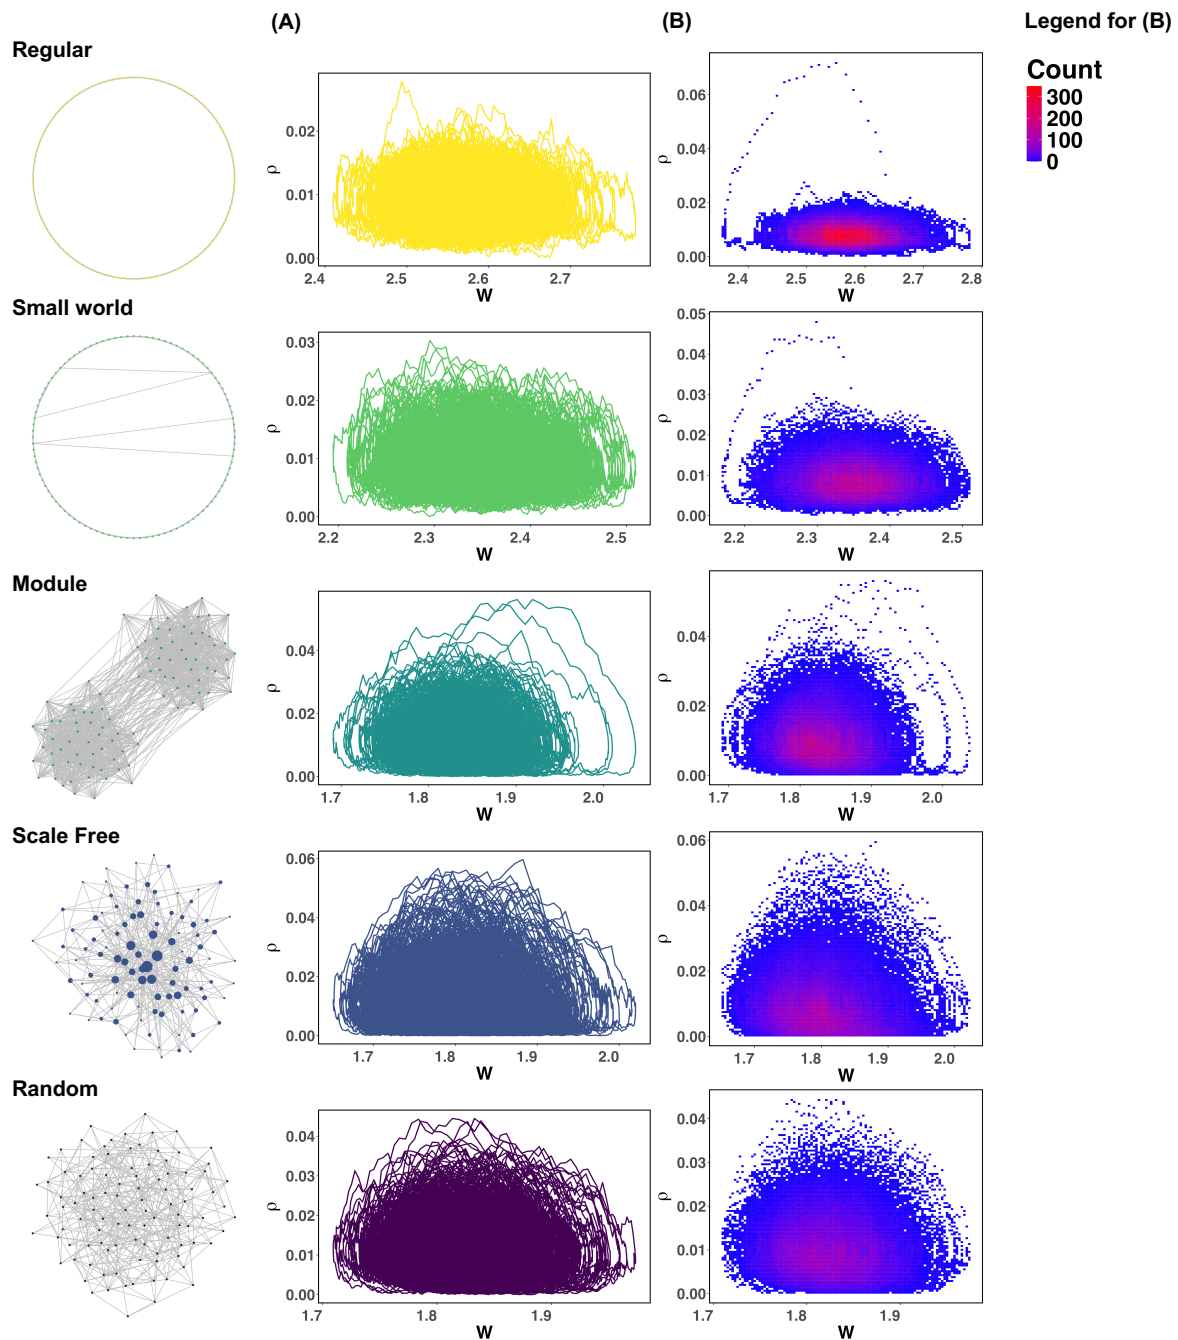 (A)
(B)
Legend for (B)
Regular
Count
300
200
100
0
0.02
0.01
0.00
ρ
2.4
2.5
2.6
2.7
W
0.06
0.04
0.02
0.00
ρ
2.4
2.5
2.6
2.7
2.8
W
Small world
0.03
0.02
0.01
0.00
ρ
2.2
2.3
2.4
2.5
W
0.05
0.04
0.03
0.02
0.01
0.00
ρ
2.2
2.3
2.4
2.5
W
Module
0.04
0.02
0.00
ρ
1.7
1.8
1.9
2.0
W
0.04
0.02
0.00
ρ
1.7
1.8
1.9
2.0
W
Scale Free
0.06
0.04
0.02
0.00
ρ
1.7
1.8
1.9
2.0
W
0.06
0.04
0.02
0.00
ρ
1.7
1.8
1.9
2.0
W
Random
0.04
0.03
0.02
0.01
0.00
ρ
1.7
1.8
1.9
W
0.04
0.03
0.02
0.01
0.00
ρ
1.7
1.8
1.9
W